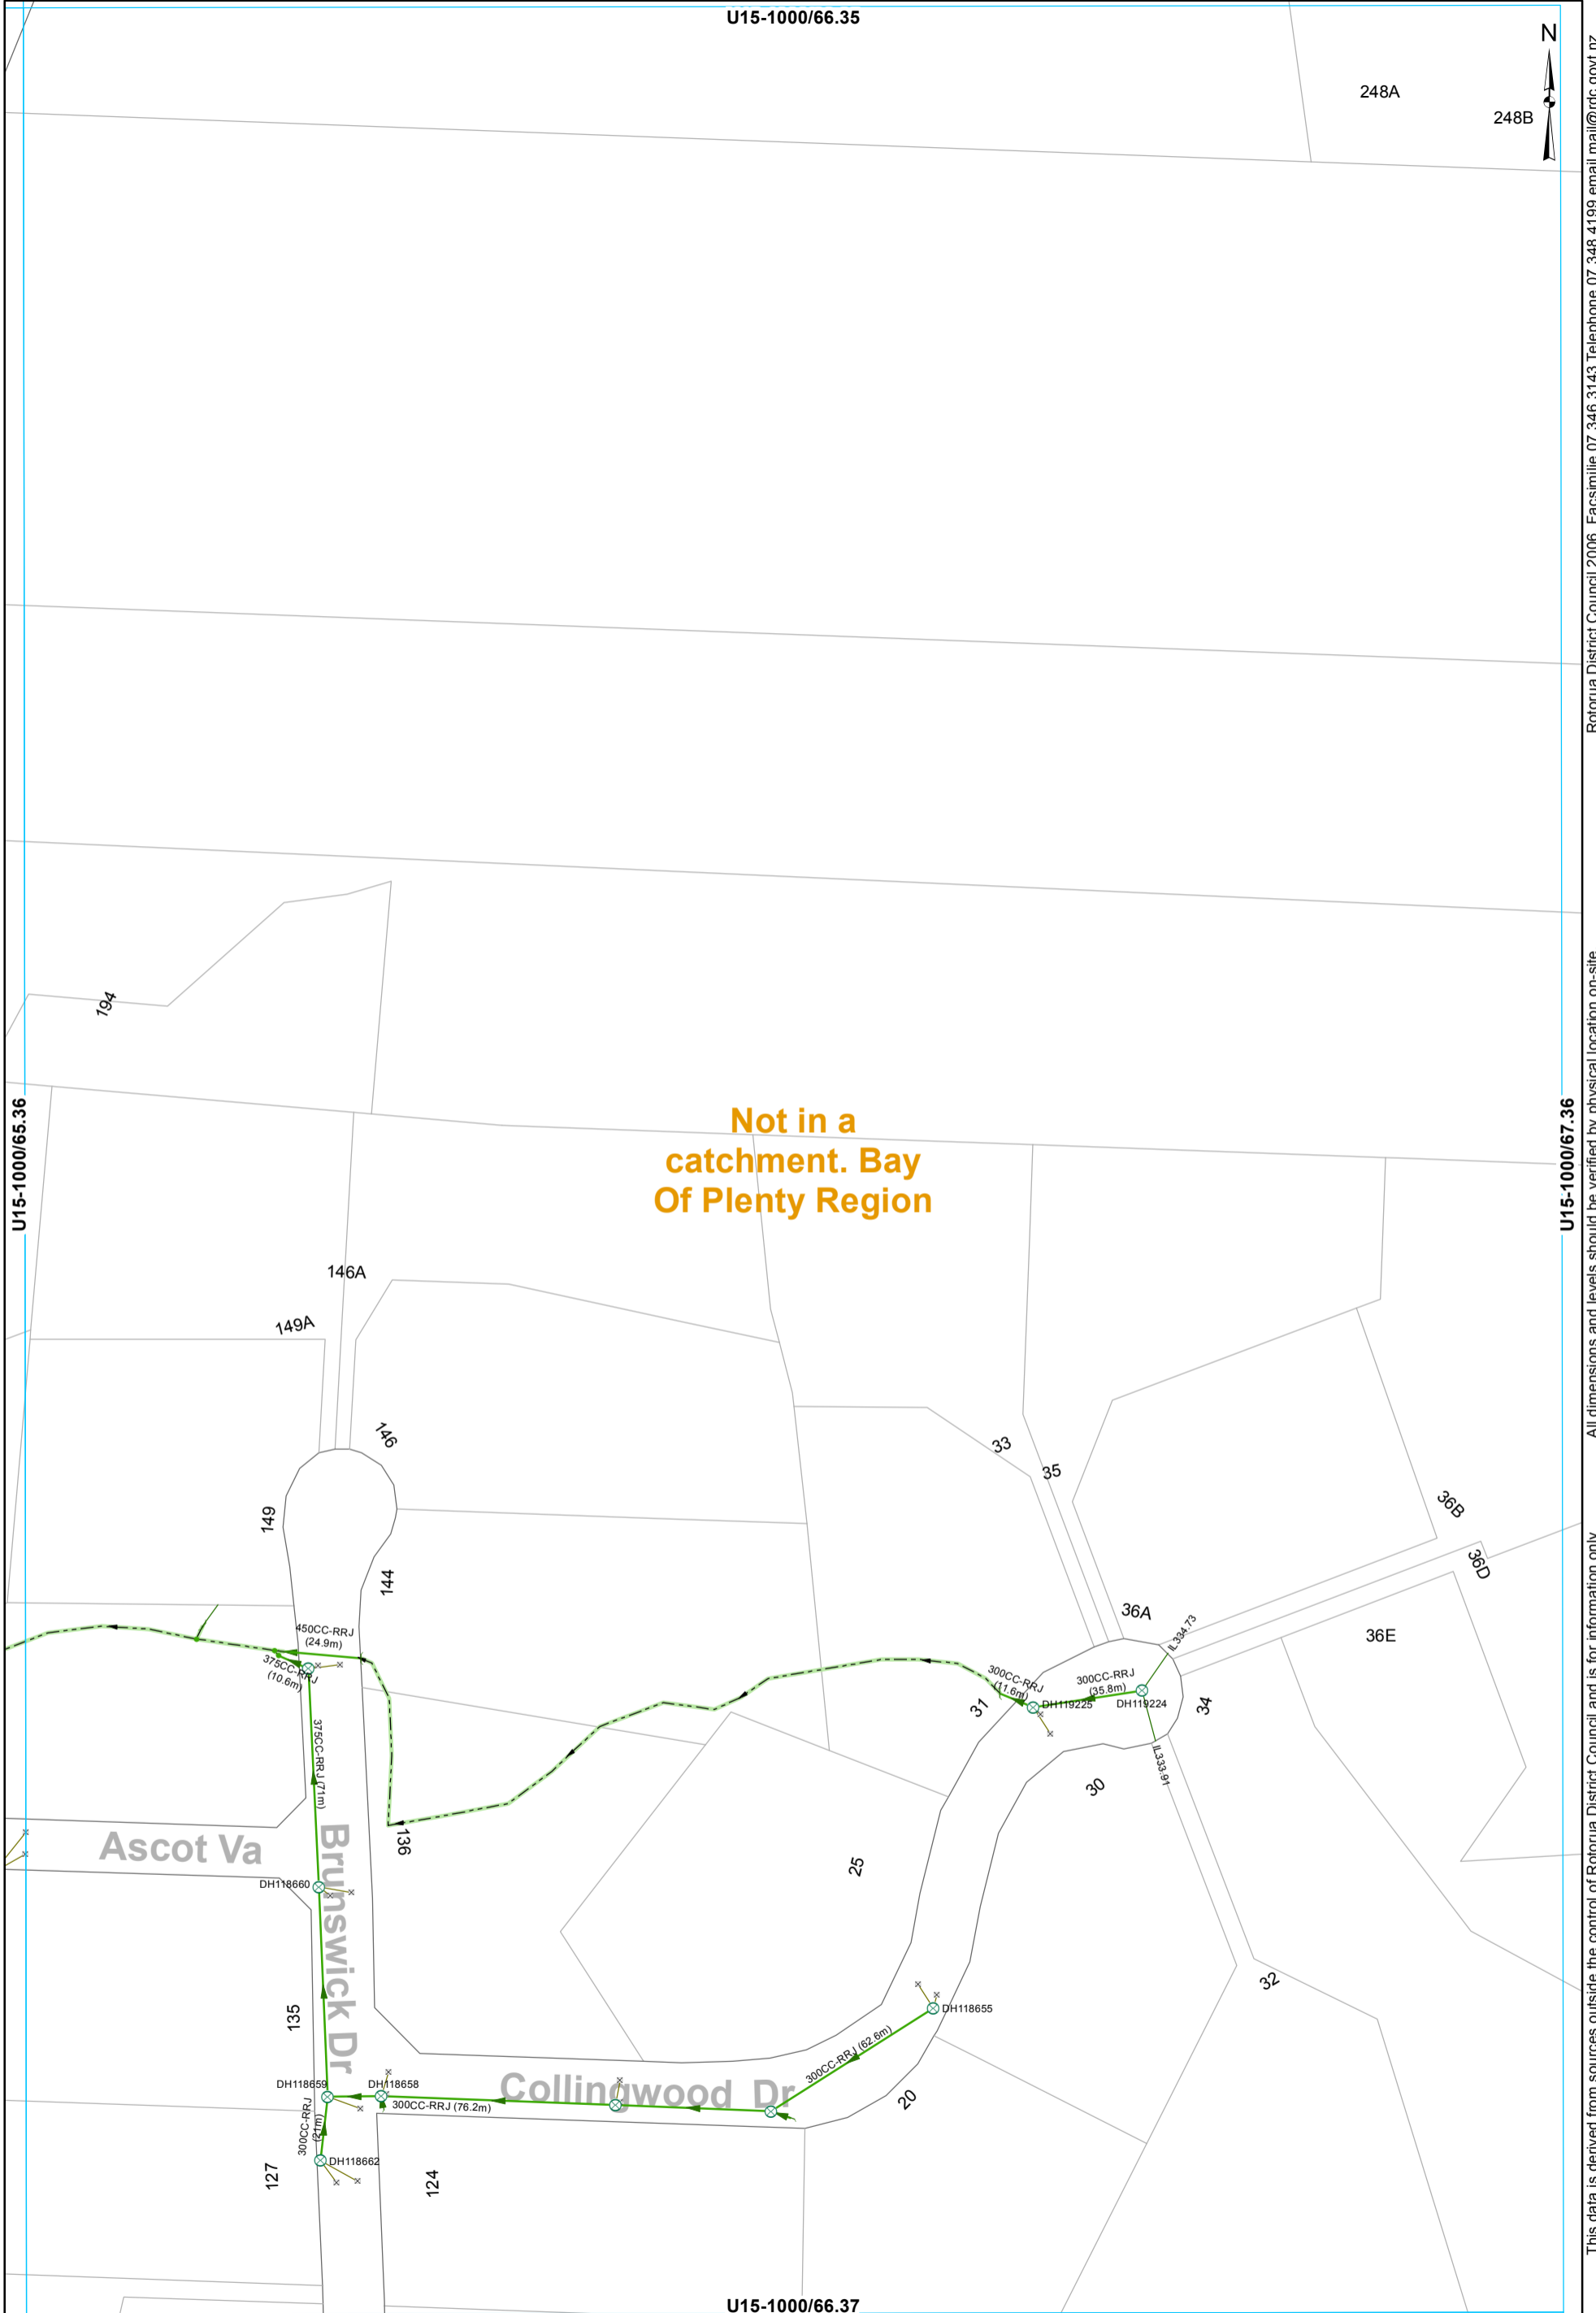 U15-1000/66.35
N
248A
248B
Rotorua District Council 2006 Facsimilie 07 346 3143 Telephone 07 348 4199 email mail@rdc.govt.nz
194
U15-1000/65.36
Not in a
catchment. Bay
Of Plenty Region
U15-1000/67.36
All dimensions and levels should be verified by physical location on-site
146A
149A
146
33
35
149
36B
144
36D
36A
IL334.73
36E
450CC-RRJ
(24.9m)
375CC-RRJ
(10.6m)
300CC-RRJ
(11.6m)
300CC-RRJ
(35.8m)
DH119225
DH119224
31
34
IL333.91
375CC-RRJ (71m)
30
136
Ascot Va
Brunswick Dr
25
DH118660
32
135
DH118655
300CC-RRJ (62.6m)
DH118659
DH118658
Collingwood Dr
300CC-RRJ (76.2m)
20
300CC-RRJ
(21m)
DH118662
127
124
This data is derived from sources outside the control of Rotorua District Council and is for information only
U15-1000/66.37